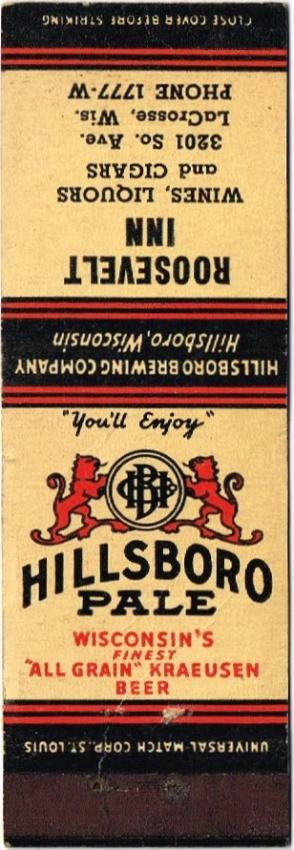 CLOSE COVER BEFORE STRIKING
ROOSEVELT
INN
WINES, LIQUORS
and CIGARS
3201 So. Ave.
LaCrosse, Wis.
PHONE 1777-W
HILLSBORO BREWING COMPANY
Hillsboro, Wisconsin
"You'll Enjoy"
HBC
HILLSBORO
PALE
WISCONSIN'S
FINEST
"ALL GRAIN" KRAEUSEN
BEER
UNIVERSAL MATCH CORP. ST. LOUIS